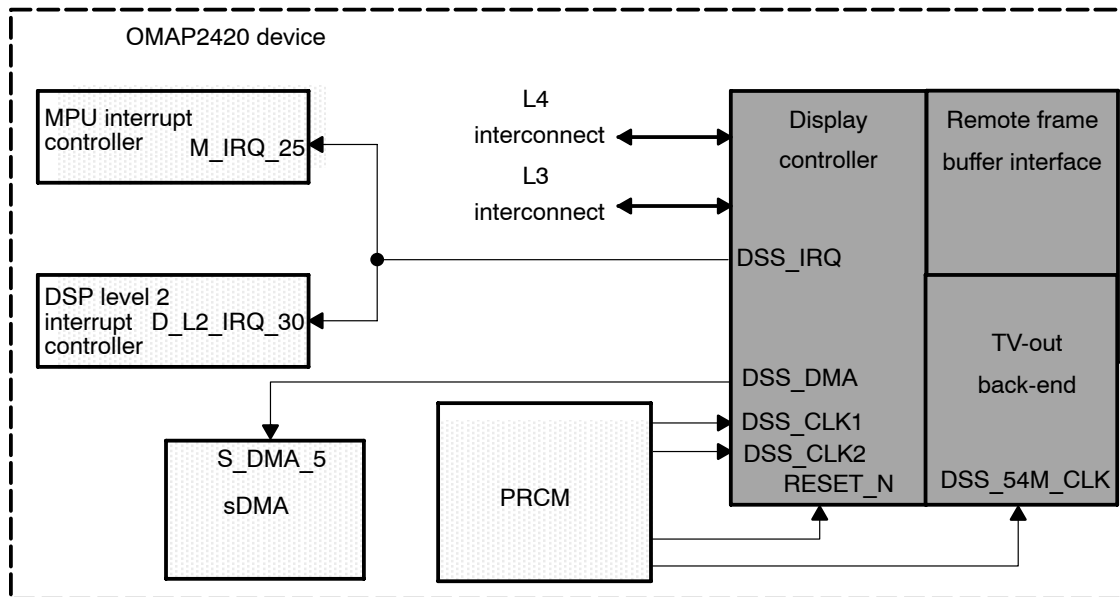 OMAP2420 device
MPU interrupt
controller
M_IRQ_25
DSP level 2
interrupt
controller
D_L2_IRQ_30
L4
interconnect
L3
interconnect
Display
controller
Remote frame
buffer interface
DSS_IRQ
TV-out
back-end
DSS_DMA
DSS_CLK1
DSS_CLK2
RESET_N
DSS_54M_CLK
S_DMA_5
sDMA
PRCM